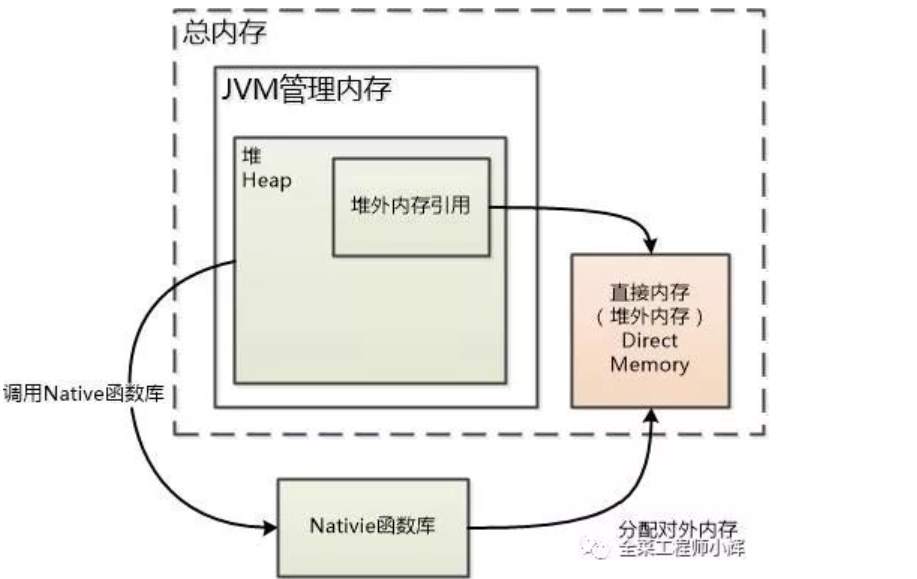 总内存
JVM管理内存
堆
Heap
堆外内存引用
直接内存
（堆外内存）
Direct
Memory
调用Native函数库
Nativie函数库
分配对外内存
全菜工程师小辉